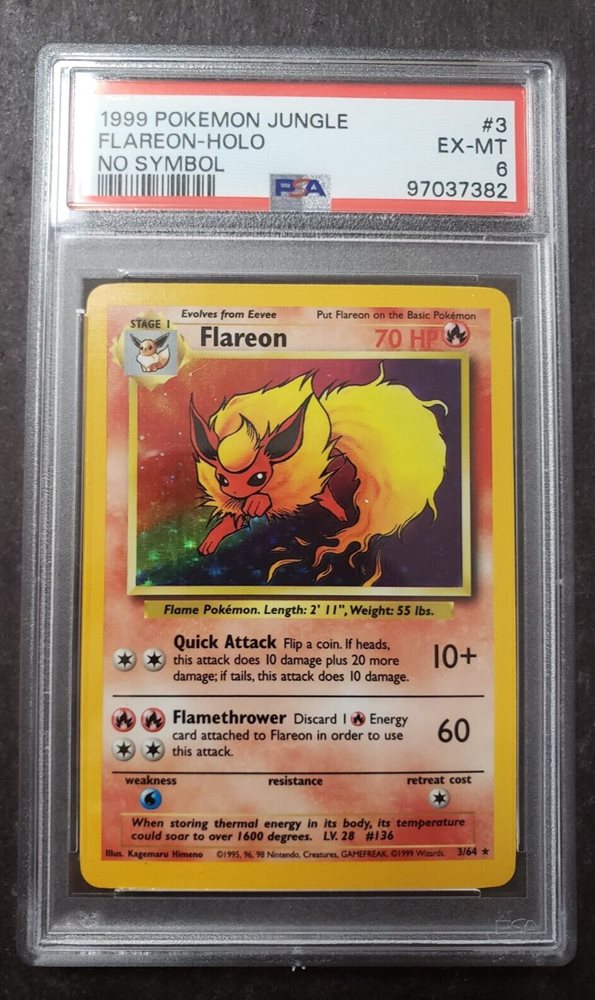 1999 POKEMON JUNGLE #3
FLAREON-HOLO EX-MT
NO SYMBOL 6
PSA 97037382
Evolves from Eevee Put Flareon on the Basic Pokémon
STAGE 1 Flareon 70 HP
Flame Pokémon. Length: 2' 11", Weight: 55 lbs.
Quick Attack Flip a coin. If heads,
this attack does 10 damage plus 20 more 10+
damage; if tails, this attack does 10 damage.
Flamethrower Discard 1 Energy
card attached to Flareon in order to use 60
this attack.
weakness resistance retreat cost
When storing thermal energy in its body, its temperature
could soar to over 1600 degrees. LV. 28 #136
Illus. Kagemaru Himeno ©1995, 96, 98 Nintendo, Creatures, GAMEFREAK. ©1999 Wizards. 3/64 ★
PSA